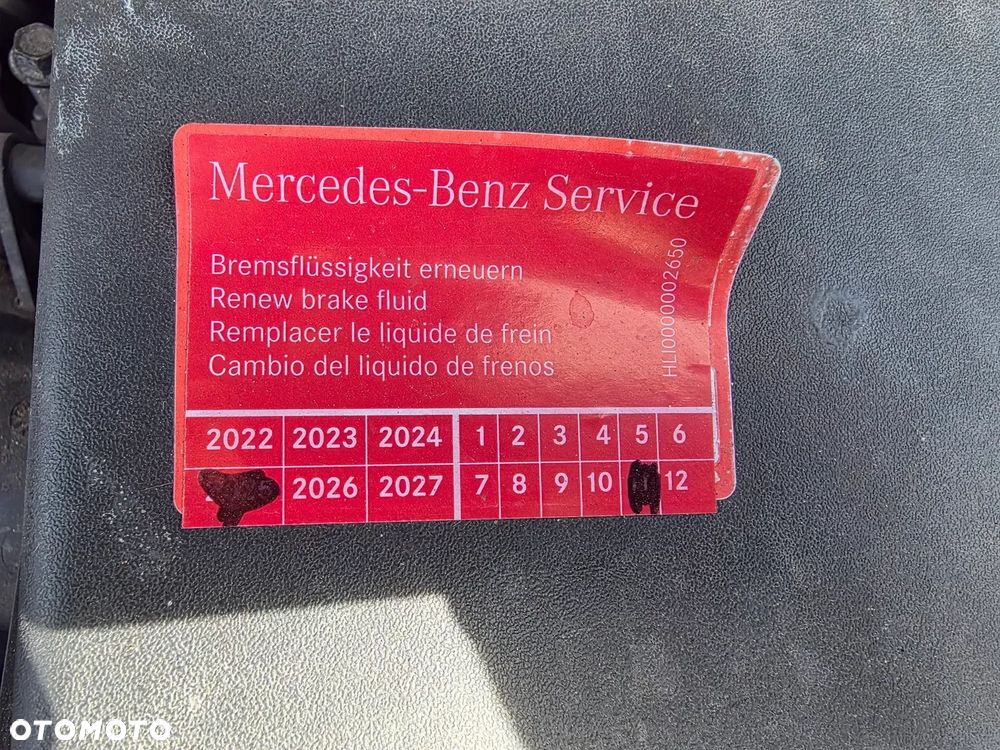 Mercedes-Benz Service
Bremsflüssigkeit erneuern
Renew brake fluid
Remplacer le liquide de frein
Cambio del liquido de frenos
HLI0000002650
2022 2023 2024 1 2 3 4 5 6
2026 2027 7 8 9 10 12
OTOMOTO